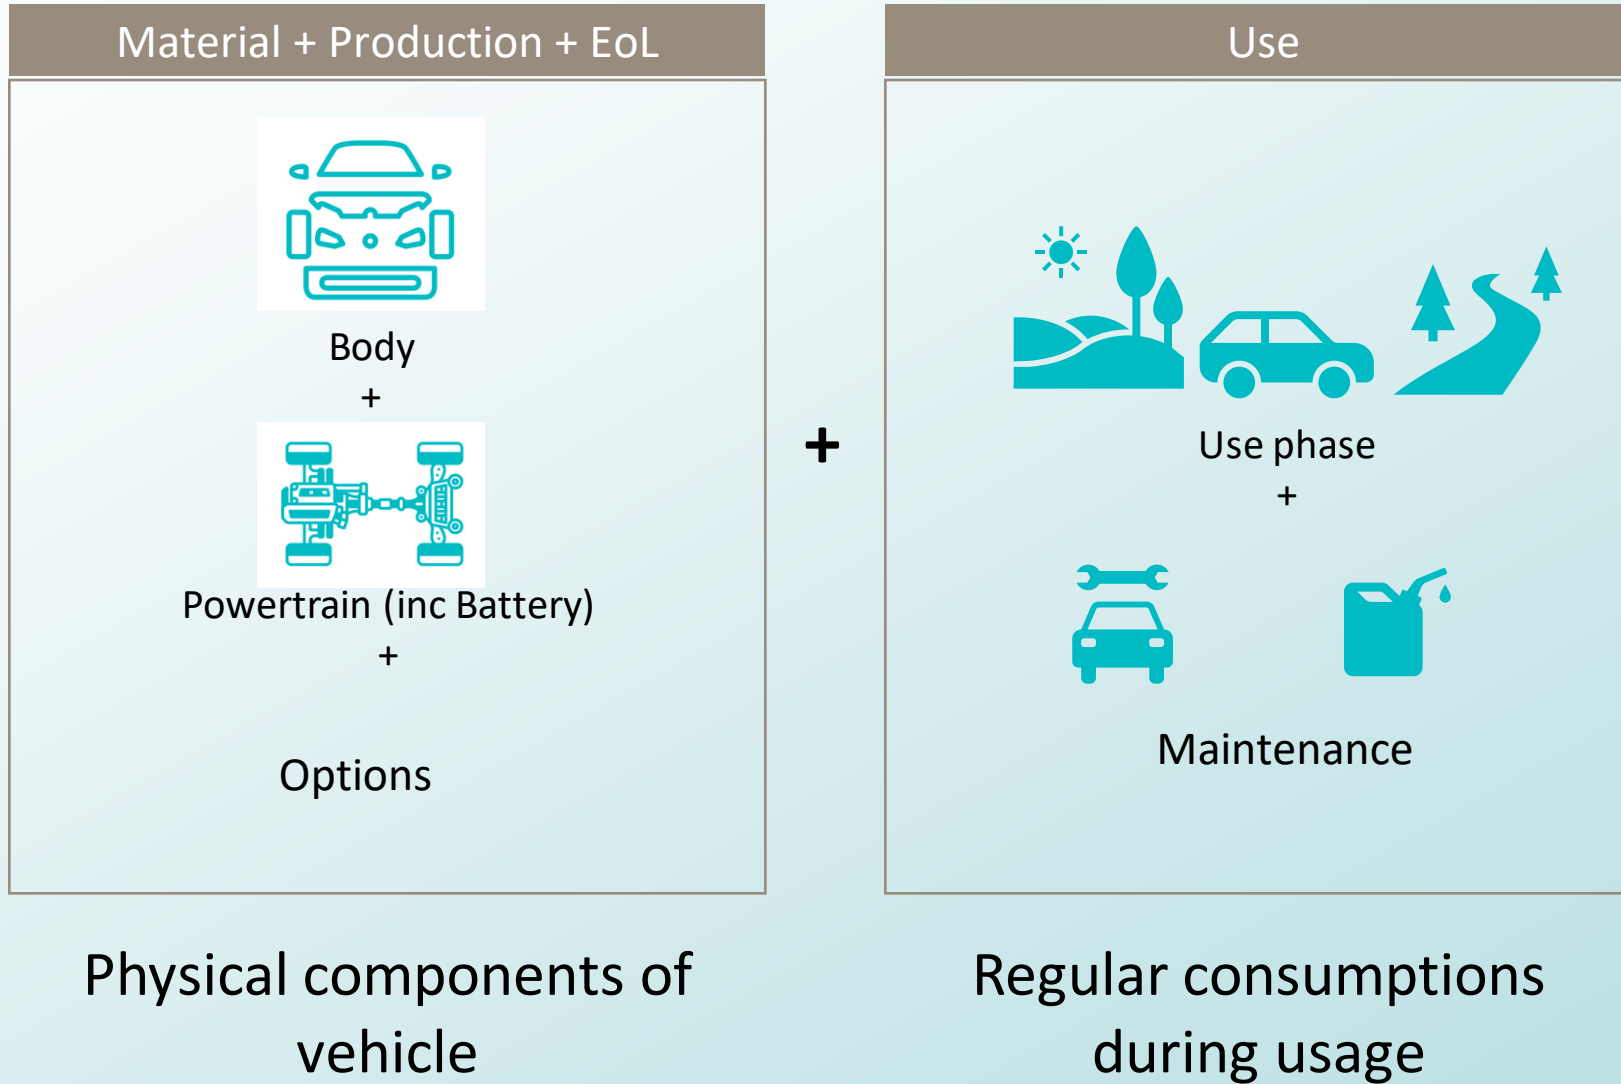 Material + Production + EoL
Body
+
Powertrain (inc Battery)
+
Options
Physical components of
vehicle
+
Use
Use phase
+
Maintenance
Regular consumptions
during usage